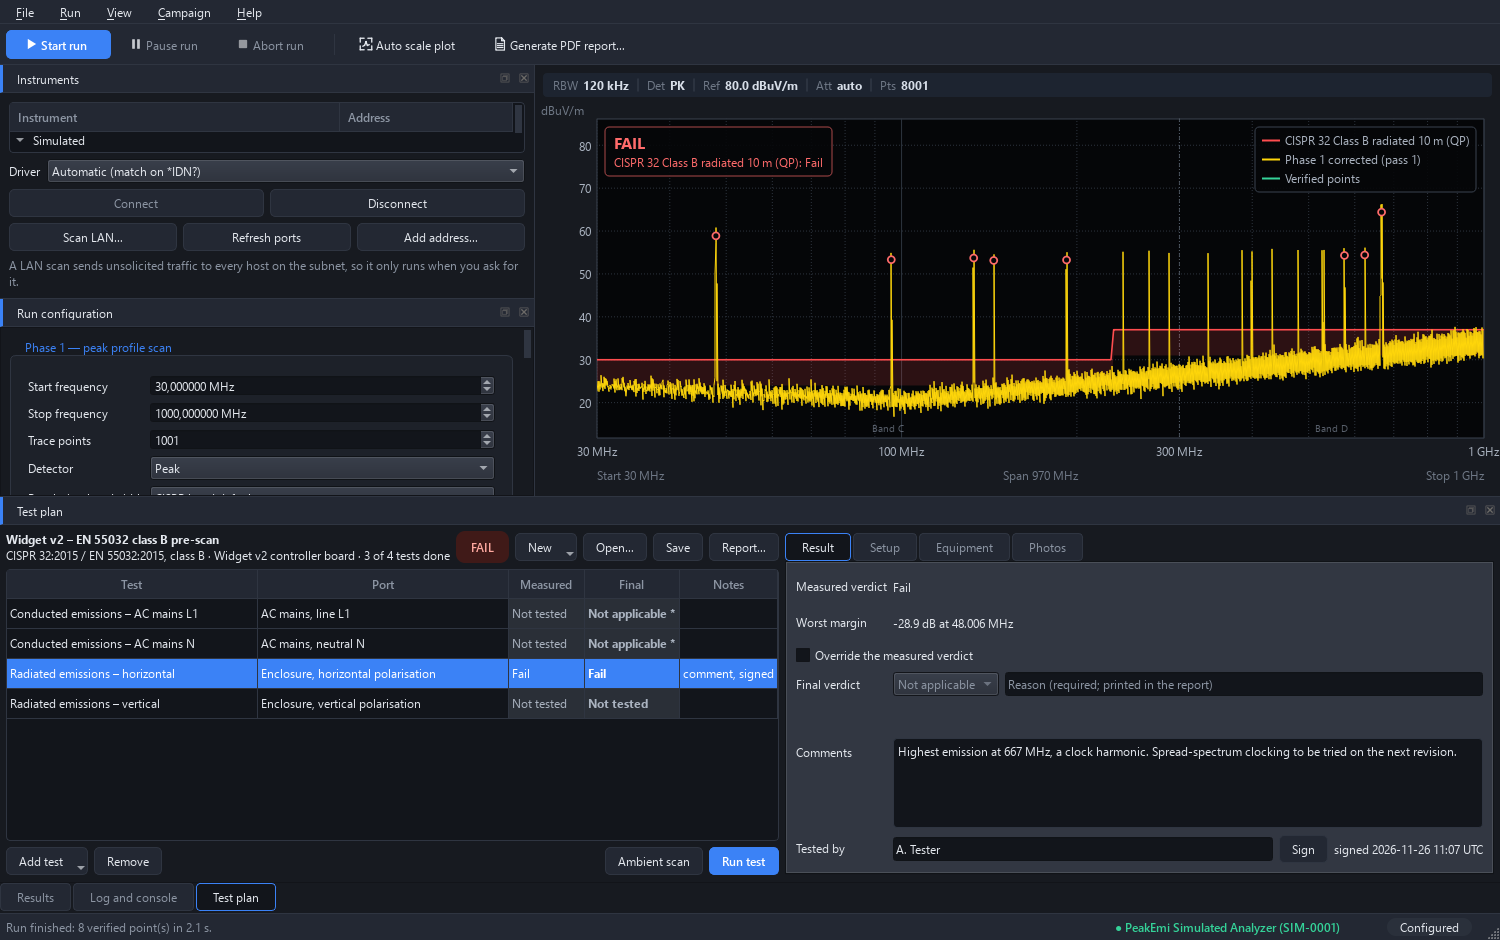 File Run View Campaign Help
Start run Pause run Abort run Auto scale plot Generate PDF report...
Instruments
Instrument Address
Simulated
Driver Automatic (match on *IDN?)
Connect Disconnect
Scan LAN... Refresh ports Add address...
A LAN scan sends unsolicited traffic to every host on the subnet, so it only runs when you ask for
it.
Run configuration
Phase 1 — peak profile scan
Start frequency 30,000000 MHz
Stop frequency 1000,000000 MHz
Trace points 1001
Detector Peak
RBW 120 kHz Det PK Ref 80.0 dBuV/m Att auto Pts 8001
dBuV/m
80
70
60
50
40
30
20
FAIL
CISPR 32 Class B radiated 10 m (QP): Fail
CISPR 32 Class B radiated 10 m (QP)
Phase 1 corrected (pass 1)
Verified points
Band C Band D
30 MHz 100 MHz 300 MHz 1 GHz
Start 30 MHz Span 970 MHz Stop 1 GHz
Test plan
Widget v2 – EN 55032 class B pre-scan
CISPR 32:2015 / EN 55032:2015, class B · Widget v2 controller board · 3 of 4 tests done
FAIL New Open... Save Report...
Test Port Measured Final Notes
Conducted emissions – AC mains L1 AC mains, line L1 Not tested Not applicable *
Conducted emissions – AC mains N AC mains, neutral N Not tested Not applicable *
Radiated emissions – horizontal Enclosure, horizontal polarisation Fail Fail comment, signed
Radiated emissions – vertical Enclosure, vertical polarisation Not tested Not tested
Add test Remove Ambient scan Run test
Result Setup Equipment Photos
Measured verdict Fail
Worst margin -28.9 dB at 48.006 MHz
Override the measured verdict
Final verdict Not applicable Reason (required; printed in the report)
Comments Highest emission at 667 MHz, a clock harmonic. Spread-spectrum clocking to be tried on the next revision.
Tested by A. Tester Sign signed 2026-11-26 11:07 UTC
Results Log and console Test plan
Run finished: 8 verified point(s) in 2.1 s. PeakEmi Simulated Analyzer (SIM-0001) Configured